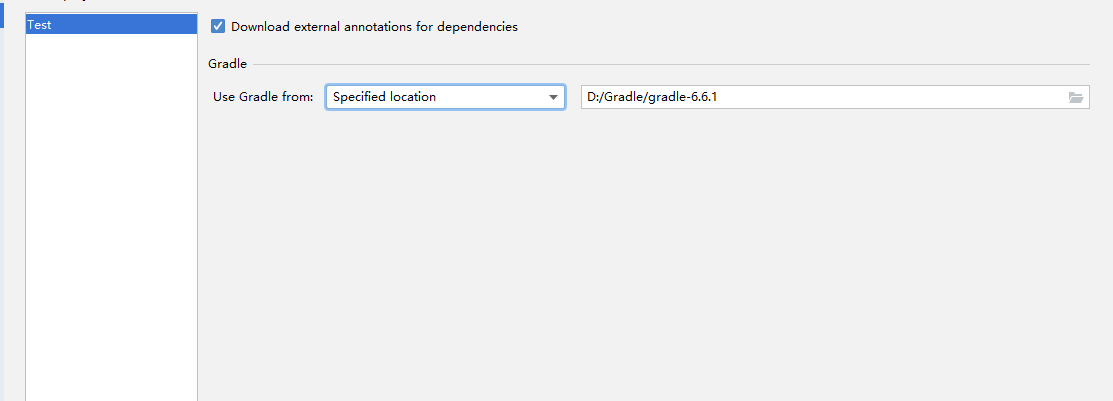 Test
Download external annotations for dependencies
Gradle
Use Gradle from: Specified location D:/Gradle/gradle-6.6.1